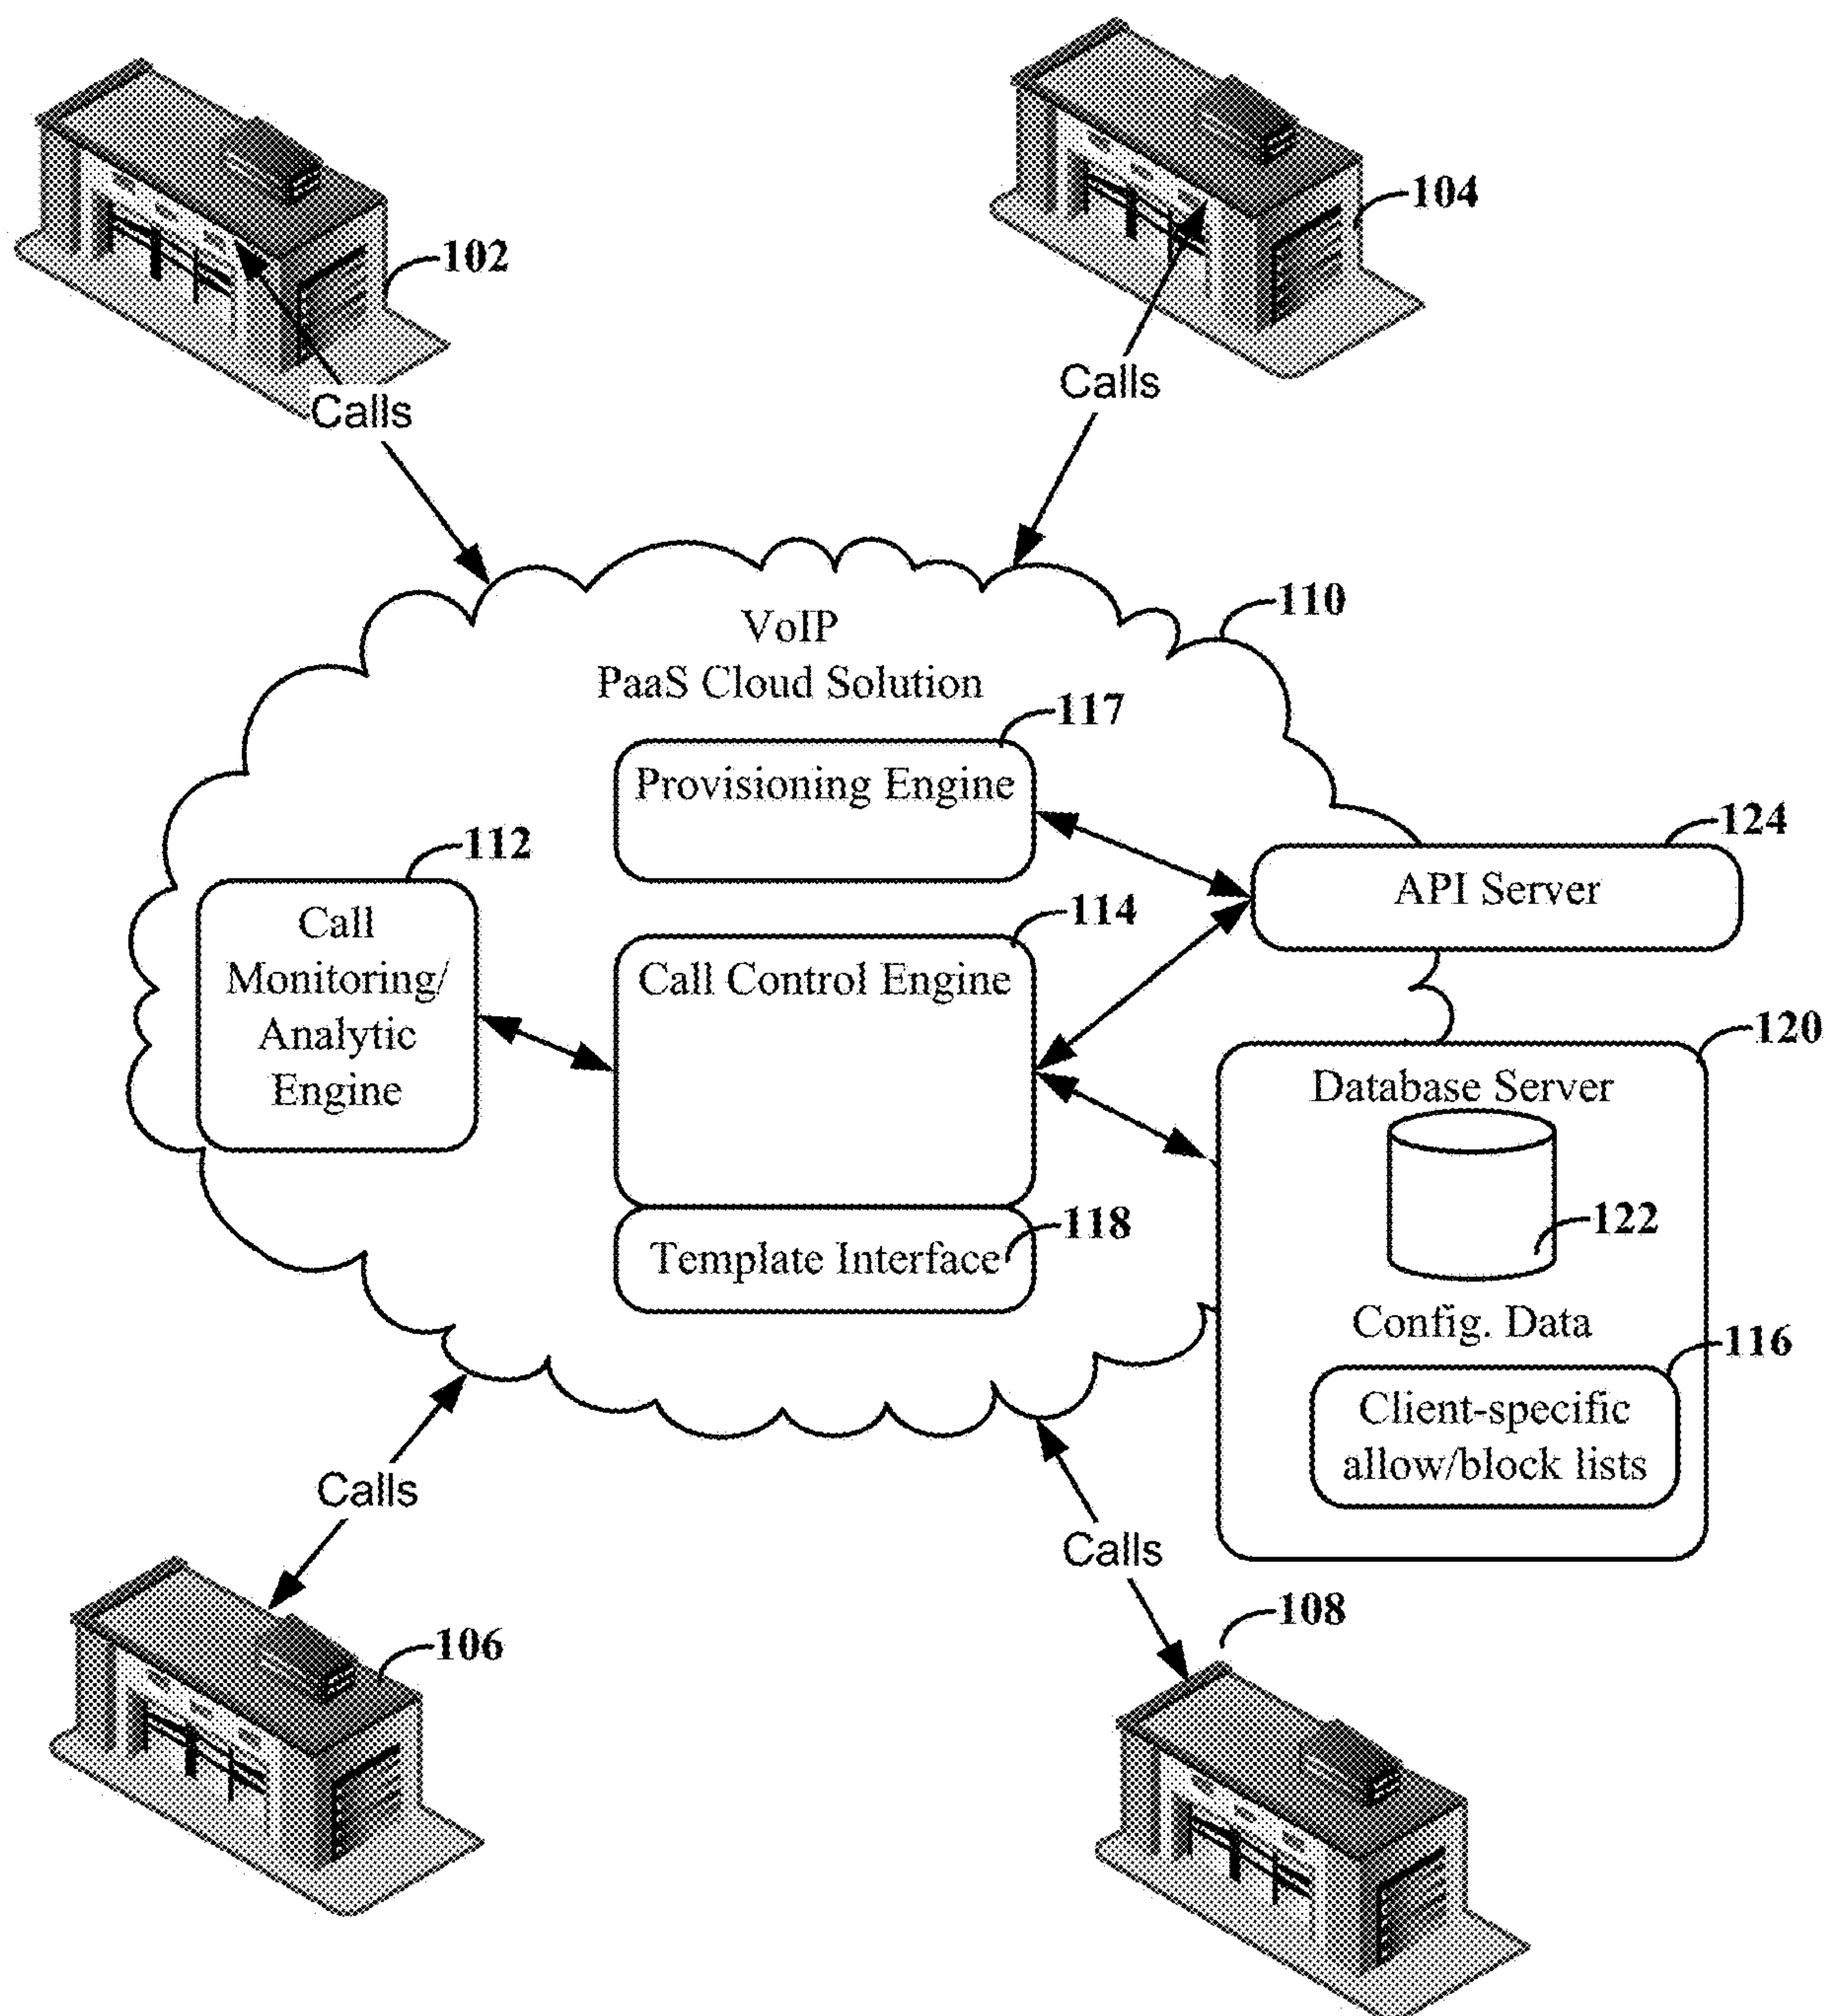 104
102
Calls
Calls
110
VoIP
PaaS Cloud Solution
117
Provisioning Engine
124
API Server
112
Call
Monitoring/
Analytic
Engine
114
Call Control Engine
120
Database Server
122
118
Template Interface
Config. Data
116
Client-specific
allow/block lists
Calls
Calls
108
106